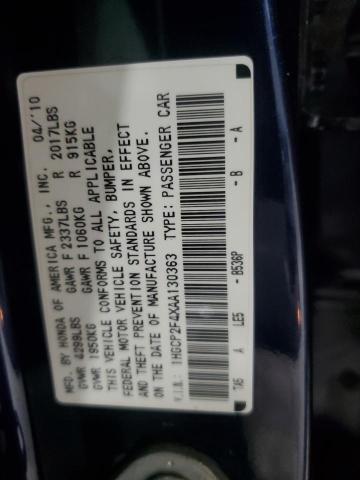 MFD. BY HONDA OF AMERICA MFG., INC. 04/'10
GVWR 4299LBS GAWR F 2337LBS R 2017LBS
GVWR 1950KG GAWR F 1060KG R 915KG
THIS VEHICLE CONFORMS TO ALL APPLICABLE
FEDERAL MOTOR VEHICLE SAFETY, BUMPER,
AND THEFT PREVENTION STANDARDS IN EFFECT
ON THE DATE OF MANUFACTURE SHOWN ABOVE.
V.I.N.: 1HGCP2F4XAA130363 TYPE: PASSENGER CAR
TA5 A LE5 - B536P - B - A